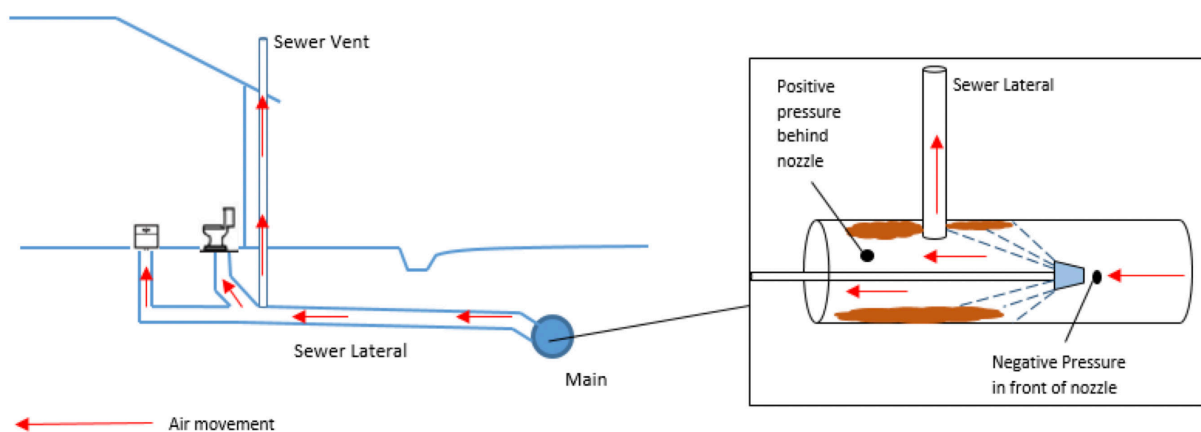 Sewer Vent
Sewer Lateral
Main
Air movement
Positive
pressure
behind
nozzle
Sewer Lateral
Negative Pressure
in front of nozzle